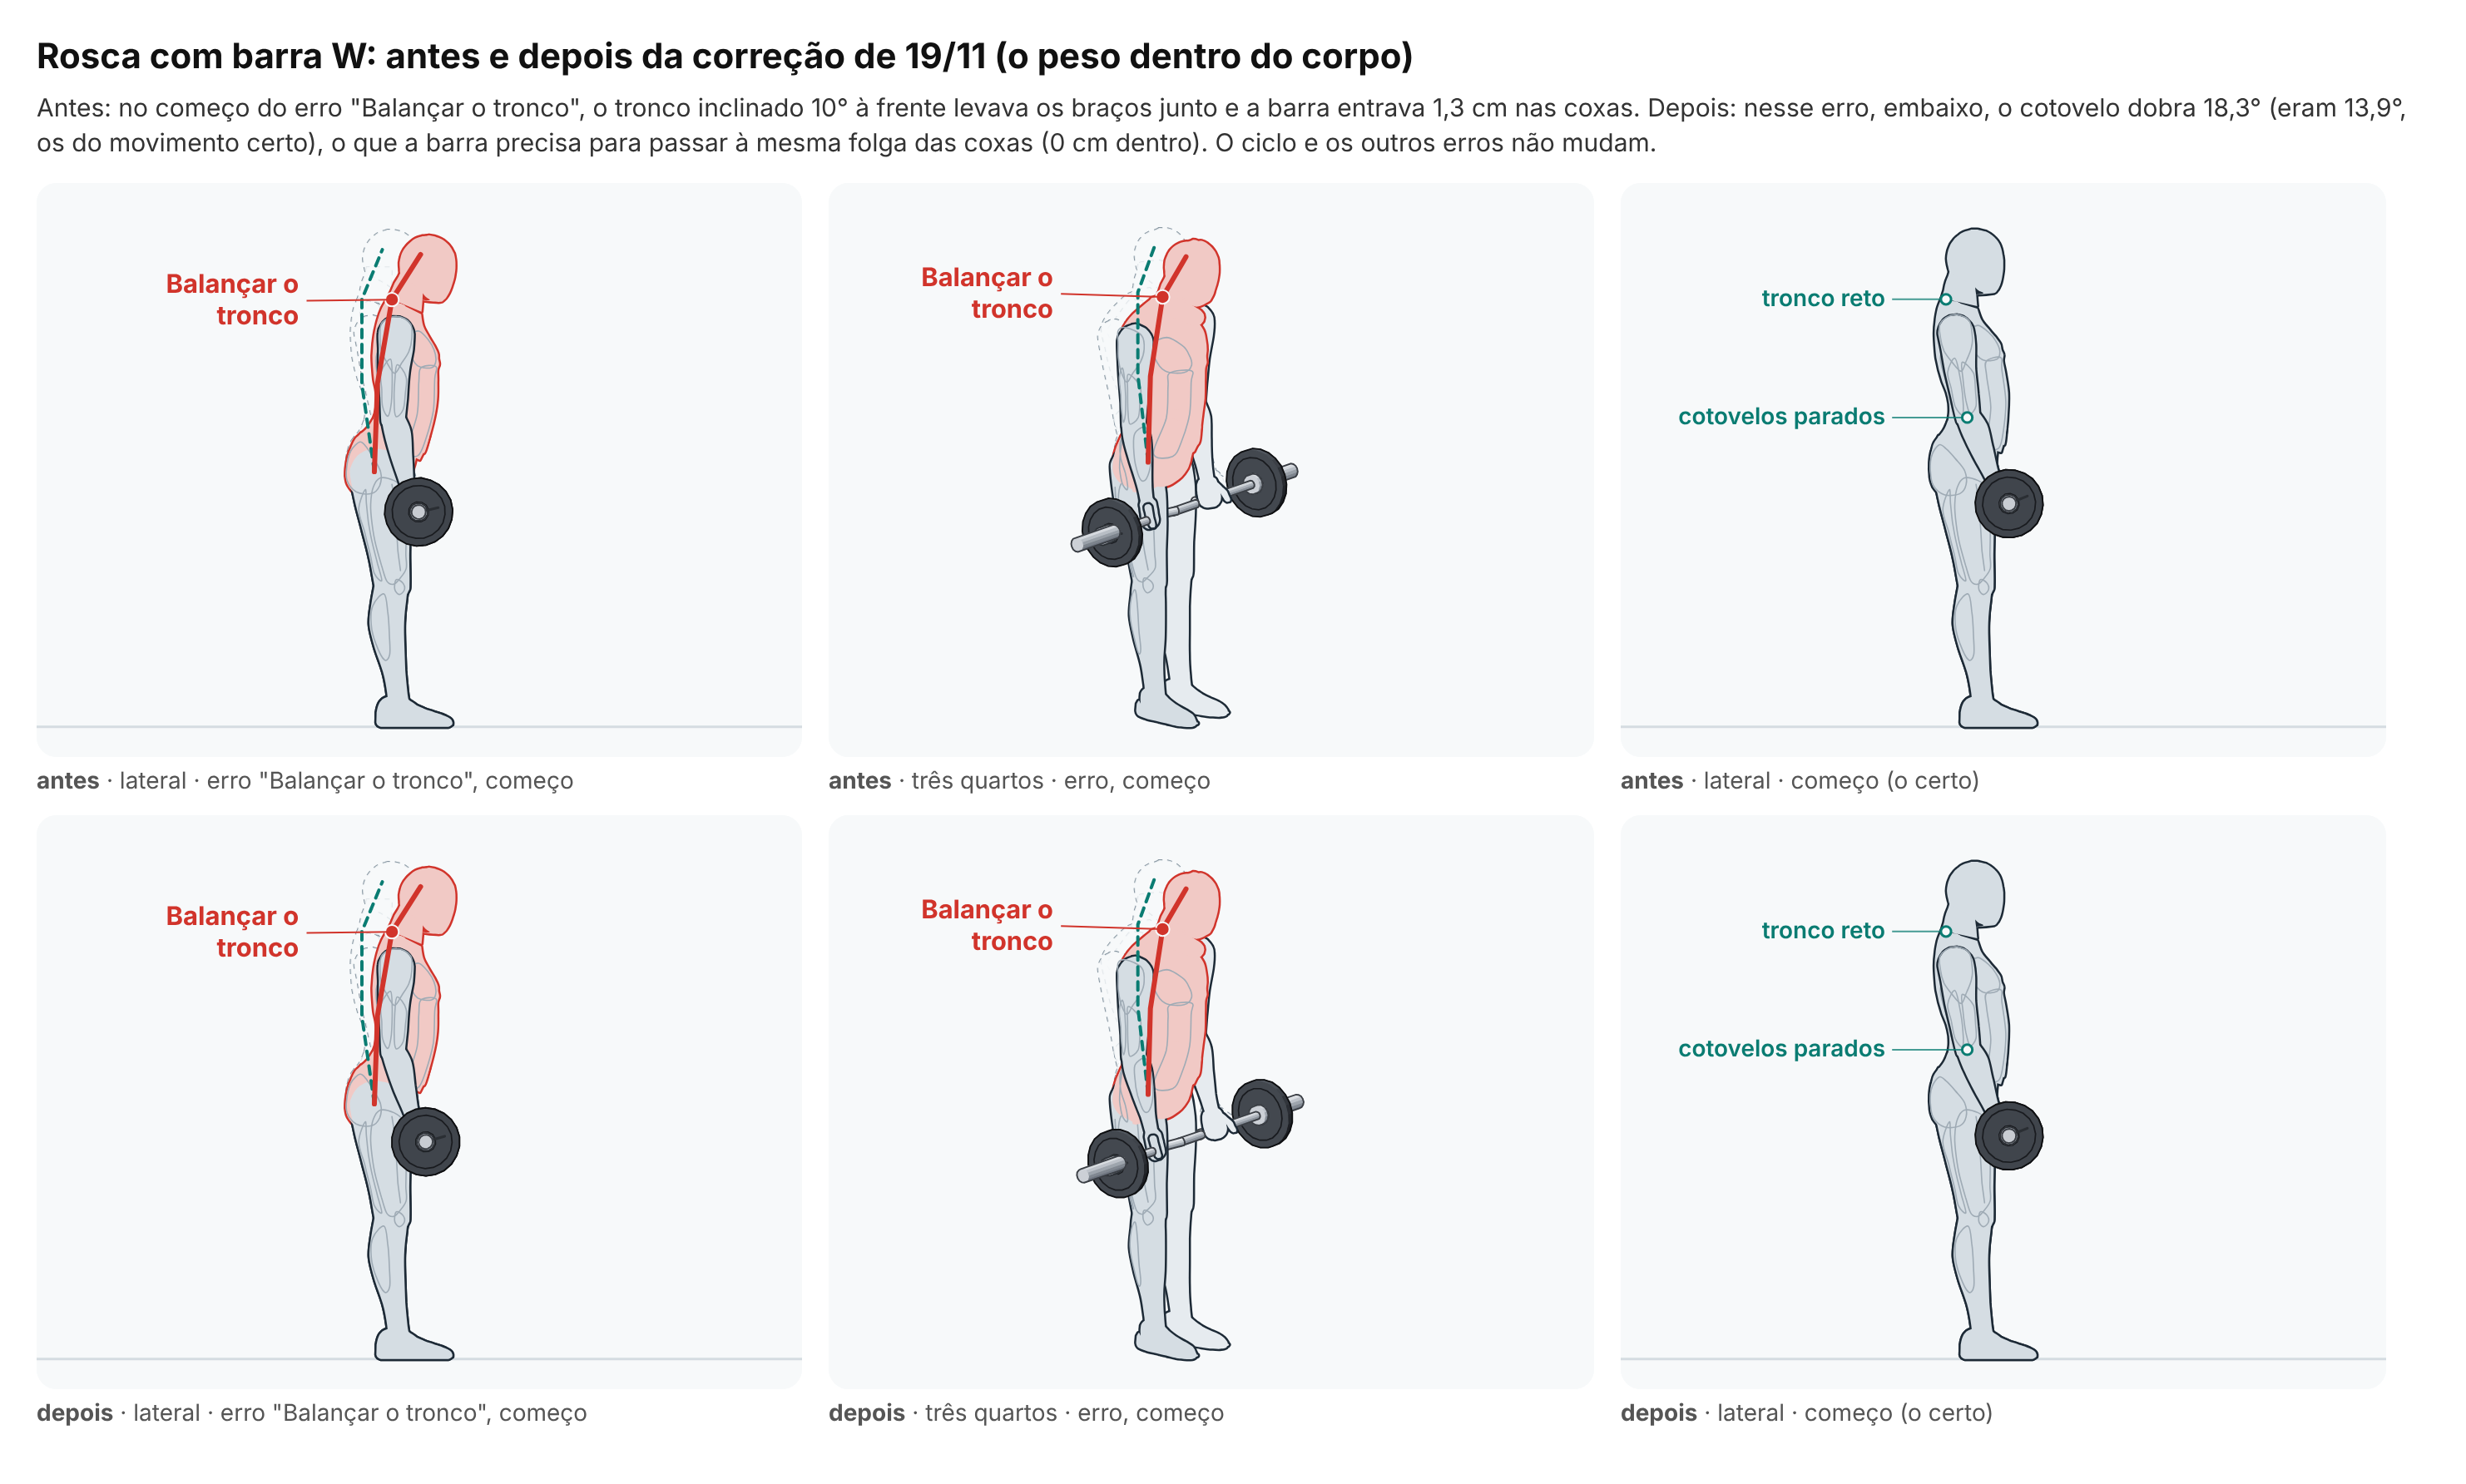 Rosca com barra W: antes e depois da correção de 19/11 (o peso dentro do corpo)
Antes: no começo do erro "Balançar o tronco", o tronco inclinado 10° à frente levava os braços junto e a barra entrava 1,3 cm nas coxas. Depois: nesse erro, embaixo, o cotovelo dobra 18,3° (eram 13,9°,
os do movimento certo), o que a barra precisa para passar à mesma folga das coxas (0 cm dentro). O ciclo e os outros erros não mudam.
Balançar o
tronco
Balançar o
tronco
tronco reto
cotovelos parados
antes · lateral · erro "Balançar o tronco", começo
antes · três quartos · erro, começo
antes · lateral · começo (o certo)
Balançar o
tronco
Balançar o
tronco
tronco reto
cotovelos parados
depois · lateral · erro "Balançar o tronco", começo
depois · três quartos · erro, começo
depois · lateral · começo (o certo)